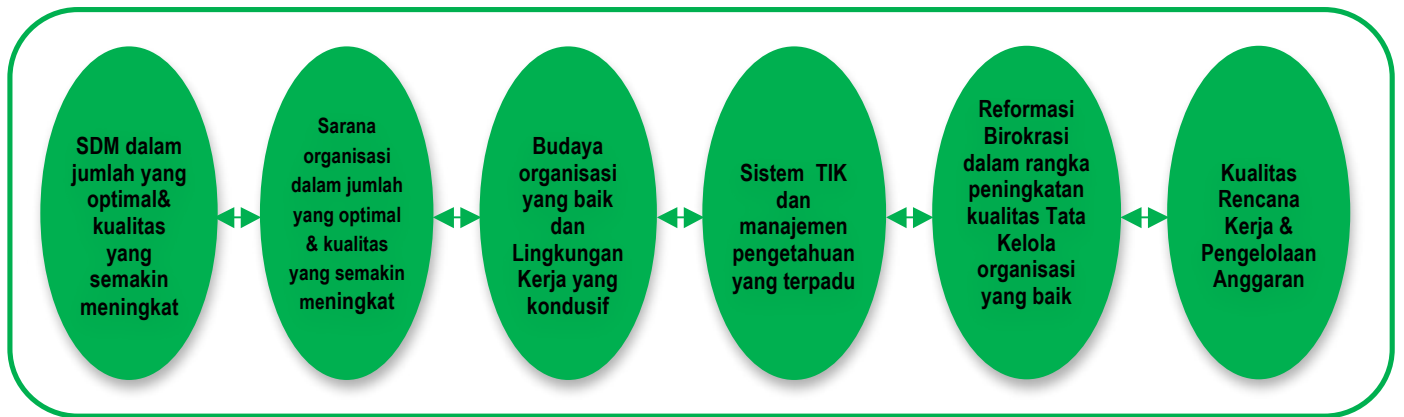 SDM dalam
jumlah yang
optimal&
kualitas
yang
semakin
meningkat
Sarana
organisasi
dalam jumlah
yang optimal
& kualitas
yang semakin
meningkat
Budaya
organisasi
yang baik
dan
Lingkungan
Kerja yang
kondusif
Sistem TIK
dan
manajemen
pengetahuan
yang terpadu
Reformasi
Birokrasi
dalam rangka
peningkatan
kualitas Tata
Kelola
organisasi
yang baik
Kualitas
Rencana
Kerja &
Pengelolaan
Anggaran